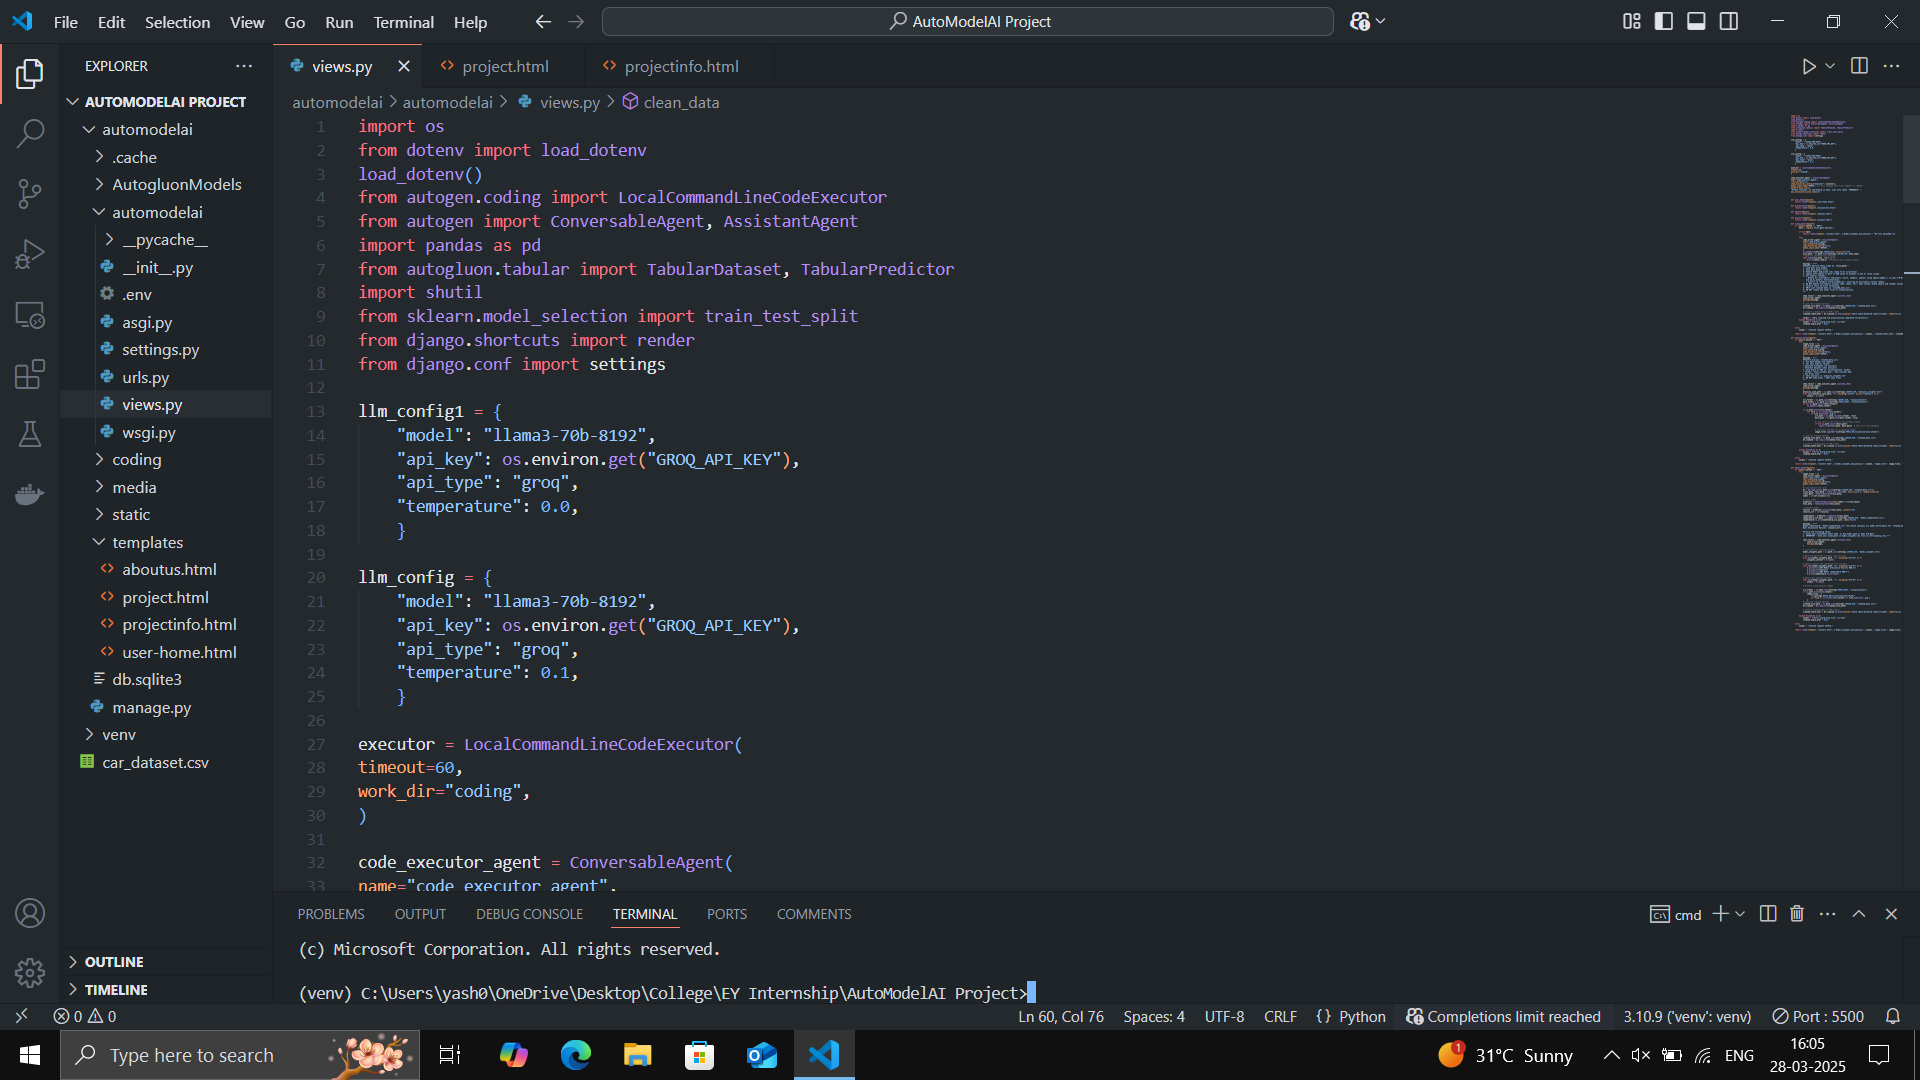 File Edit Selection View Go Run Terminal Help
AutoModelAI Project
EXPLORER
AUTOMODELAI PROJECT
automodelai
.cache
AutogluonModels
automodelai
__pycache__
__init__.py
.env
asgi.py
settings.py
urls.py
views.py
wsgi.py
coding
media
static
templates
aboutus.html
project.html
projectinfo.html
user-home.html
db.sqlite3
manage.py
venv
car_dataset.csv
OUTLINE
TIMELINE
views.py project.html projectinfo.html
automodelai > automodelai > views.py > clean_data
1 import os
2 from dotenv import load_dotenv
3 load_dotenv()
4 from autogen.coding import LocalCommandLineCodeExecutor
5 from autogen import ConversableAgent, AssistantAgent
6 import pandas as pd
7 from autogluon.tabular import TabularDataset, TabularPredictor
8 import shutil
9 from sklearn.model_selection import train_test_split
10 from django.shortcuts import render
11 from django.conf import settings
12
13 llm_config1 = {
14 "model": "llama3-70b-8192",
15 "api_key": os.environ.get("GROQ_API_KEY"),
16 "api_type": "groq",
17 "temperature": 0.0,
18 }
19
20 llm_config = {
21 "model": "llama3-70b-8192",
22 "api_key": os.environ.get("GROQ_API_KEY"),
23 "api_type": "groq",
24 "temperature": 0.1,
25 }
26
27 executor = LocalCommandLineCodeExecutor(
28 timeout=60,
29 work_dir="coding",
30 )
31
32 code_executor_agent = ConversableAgent(
33 name="code_executor_agent",
PROBLEMS OUTPUT DEBUG CONSOLE TERMINAL PORTS COMMENTS
cmd
(c) Microsoft Corporation. All rights reserved.
(venv) C:\Users\yash0\OneDrive\Desktop\College\EY Internship\AutoModelAI Project>
0 0 Ln 60, Col 76 Spaces: 4 UTF-8 CRLF {} Python Completions limit reached 3.10.9 ('venv': venv) Port : 5500
Type here to search
1 31°C Sunny ENG
16:05
28-03-2025